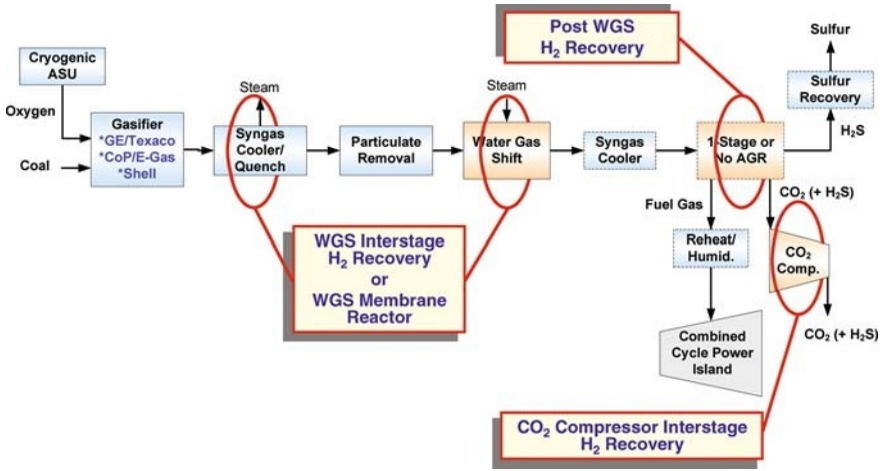 Cryogenic
ASU
Oxygen
Coal
Gasifier
*GE/Texaco
*CoP/E-Gas
*Shell
Steam
Syngas
Cooler/
Quench
Particulate
Removal
Steam
Water Gas
Shift
Syngas
Cooler
Post WGS
H₂ Recovery
1-Stage or
No AGR
Sulfur
Sulfur
Recovery
H₂S
Fuel Gas
CO₂ (+ H₂S)
Reheat/
Humid.
CO₂
Comp.
CO₂ (+ H₂S)
Combined
Cycle Power
Island
WGS Interstage
H₂ Recovery
or
WGS Membrane
Reactor
CO₂ Compressor Interstage
H₂ Recovery